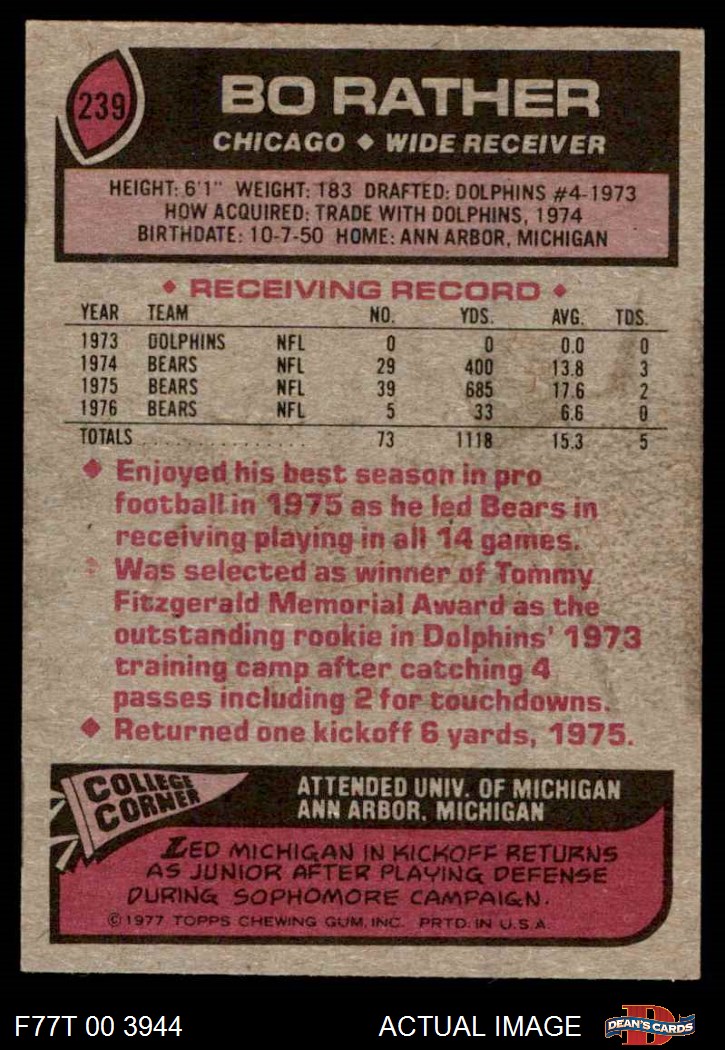 239
BO RATHER
CHICAGO ◆ WIDE RECEIVER
HEIGHT: 6'1" WEIGHT: 183 DRAFTED: DOLPHINS #4-1973
HOW ACQUIRED: TRADE WITH DOLPHINS, 1974
BIRTHDATE: 10-7-50 HOME: ANN ARBOR, MICHIGAN
◆ RECEIVING RECORD ◆
YEAR TEAM NO. YDS. AVG. TDS.
1973 DOLPHINS NFL 0 0 0.0 0
1974 BEARS NFL 29 400 13.8 3
1975 BEARS NFL 39 685 17.6 2
1976 BEARS NFL 5 33 6.6 0
TOTALS ................ 73 1118 15.3 5
◆ Enjoyed his best season in pro
football in 1975 as he led Bears in
receiving playing in all 14 games.
◆ Was selected as winner of Tommy
Fitzgerald Memorial Award as the
outstanding rookie in Dolphins' 1973
training camp after catching 4
passes including 2 for touchdowns.
◆ Returned one kickoff 6 yards, 1975.
COLLEGE
CORNER
ATTENDED UNIV. OF MICHIGAN
ANN ARBOR, MICHIGAN
LED MICHIGAN IN KICKOFF RETURNS
AS JUNIOR AFTER PLAYING DEFENSE
DURING SOPHOMORE CAMPAIGN.
© 1977 TOPPS CHEWING GUM, INC. PRTD. IN U.S.A.
F77T 00 3944
ACTUAL IMAGE
D
DEAN'S CARDS